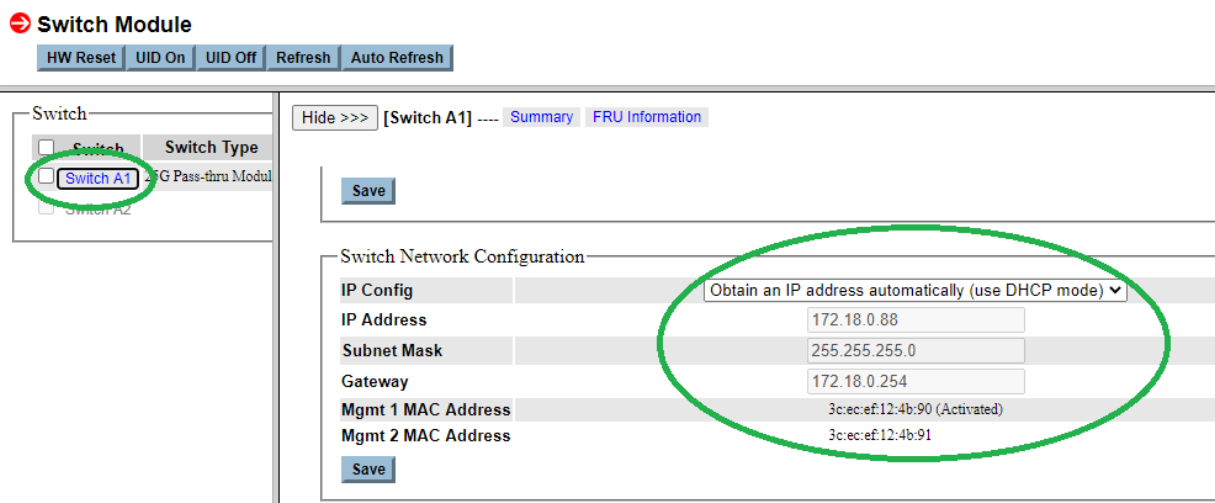 Switch Module
HW Reset UID On UID Off Refresh Auto Refresh
Switch
Switch Switch Type
Switch A1 25G Pass-thru Modul
Switch A2
Hide >>> [Switch A1] ---- Summary FRU Information
Save
Switch Network Configuration
IP Config Obtain an IP address automatically (use DHCP mode)
IP Address 172.18.0.88
Subnet Mask 255.255.255.0
Gateway 172.18.0.254
Mgmt 1 MAC Address 3c:ec:ef:12:4b:90 (Activated)
Mgmt 2 MAC Address 3c:ec:ef:12:4b:91
Save